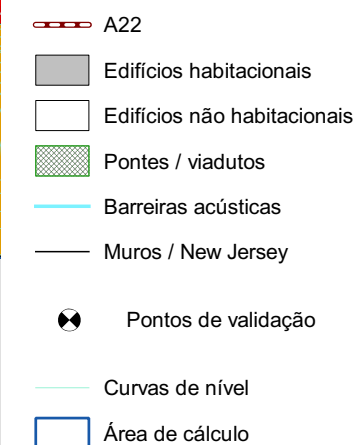 A22
Edifícios habitacionais
Edifícios não habitacionais
Pontes / viadutos
Barreiras acústicas
Muros / New Jersey
Pontos de validação
Curvas de nível
Área de cálculo